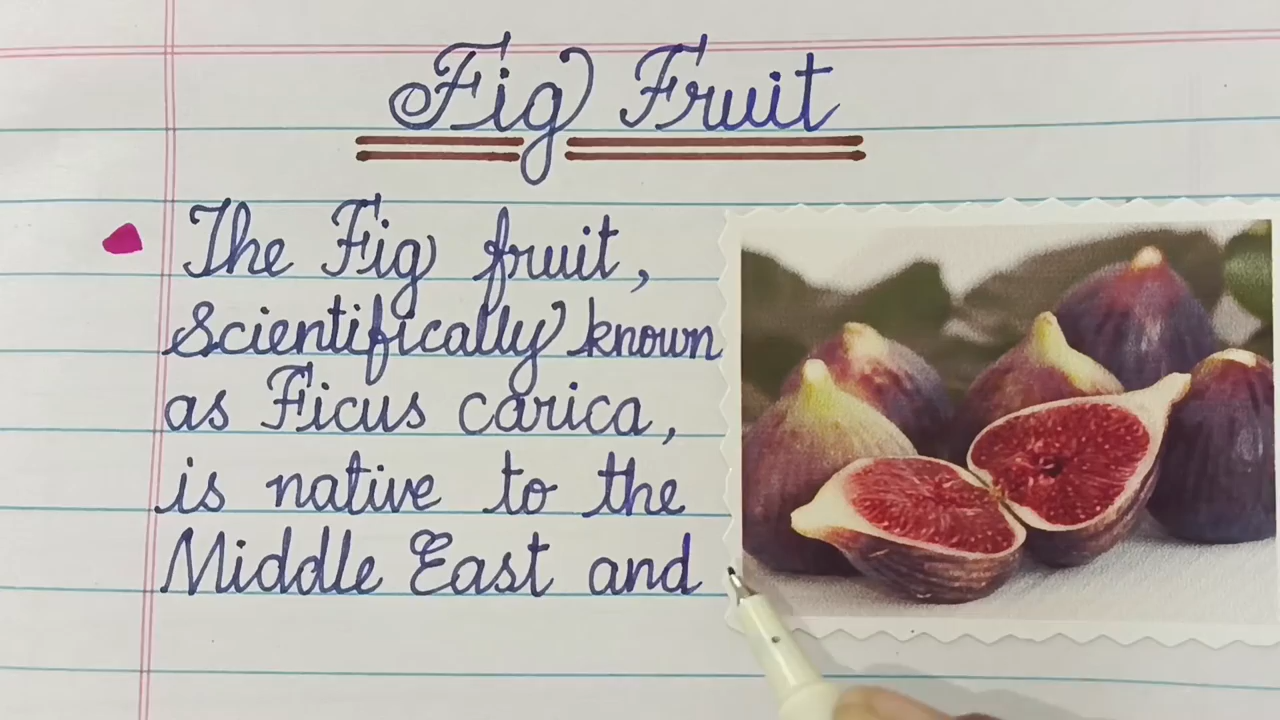 Fig Fruit
The Fig fruit,
Scientifically known
as Ficus carica,
is native to the
Middle East and